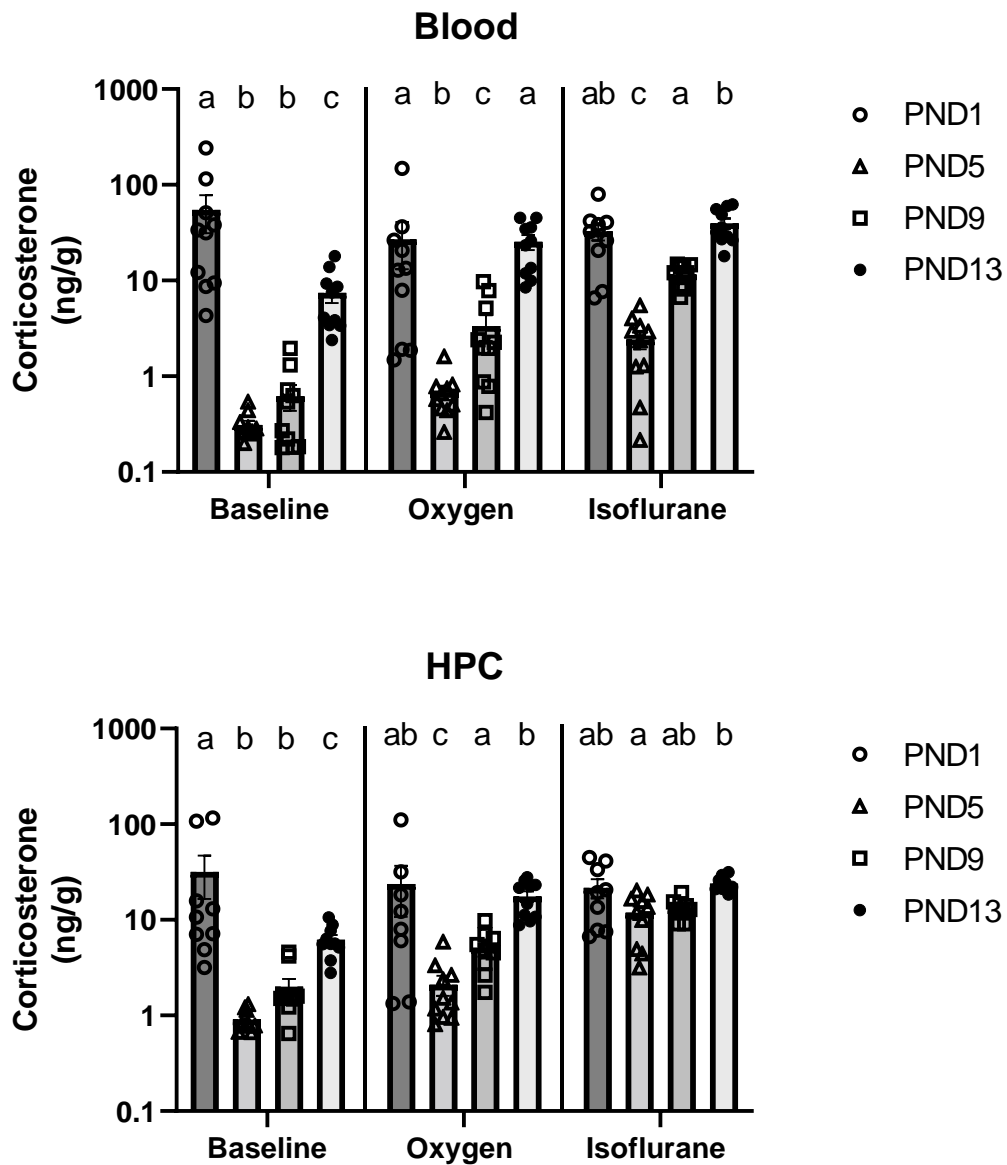 Blood
Corticosterone
(ng/g)
1000
100
10
1
0.1
a b b c a b c a ab c a b
Baseline Oxygen Isoflurane
PND1
PND5
PND9
PND13
HPC
Corticosterone
(ng/g)
1000
100
10
1
0.1
a b b c ab c a b ab a ab b
Baseline Oxygen Isoflurane
PND1
PND5
PND9
PND13